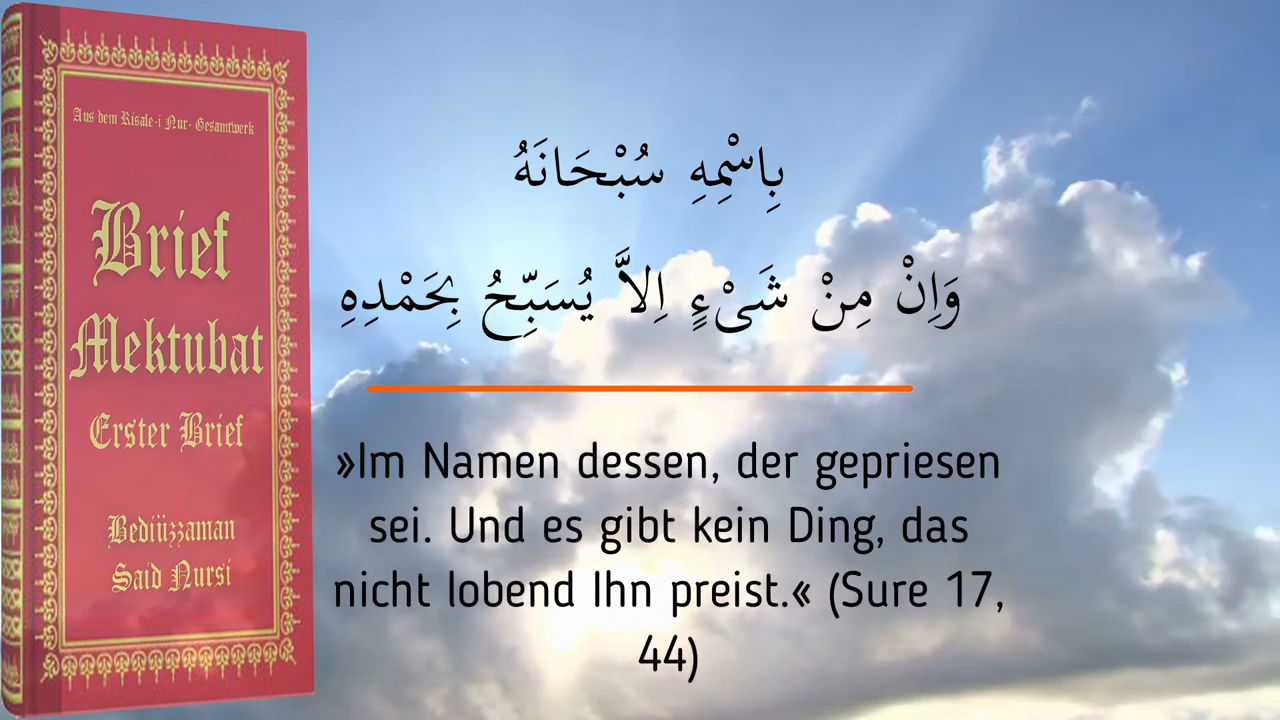 Aus dem Risale-i Nur- Gesamtwerk
Brief
Mektubat
Erster Brief
Bediüzzaman
Said Nursi
بِاسْمِهِ سُبْحَانَهُ
وَاِنْ مِنْ شَىْءٍ اِلاَّ يُسَبِّحُ بِحَمْدِهِ
»Im Namen dessen, der gepriesen
sei. Und es gibt kein Ding, das
nicht lobend Ihn preist.« (Sure 17,
44)